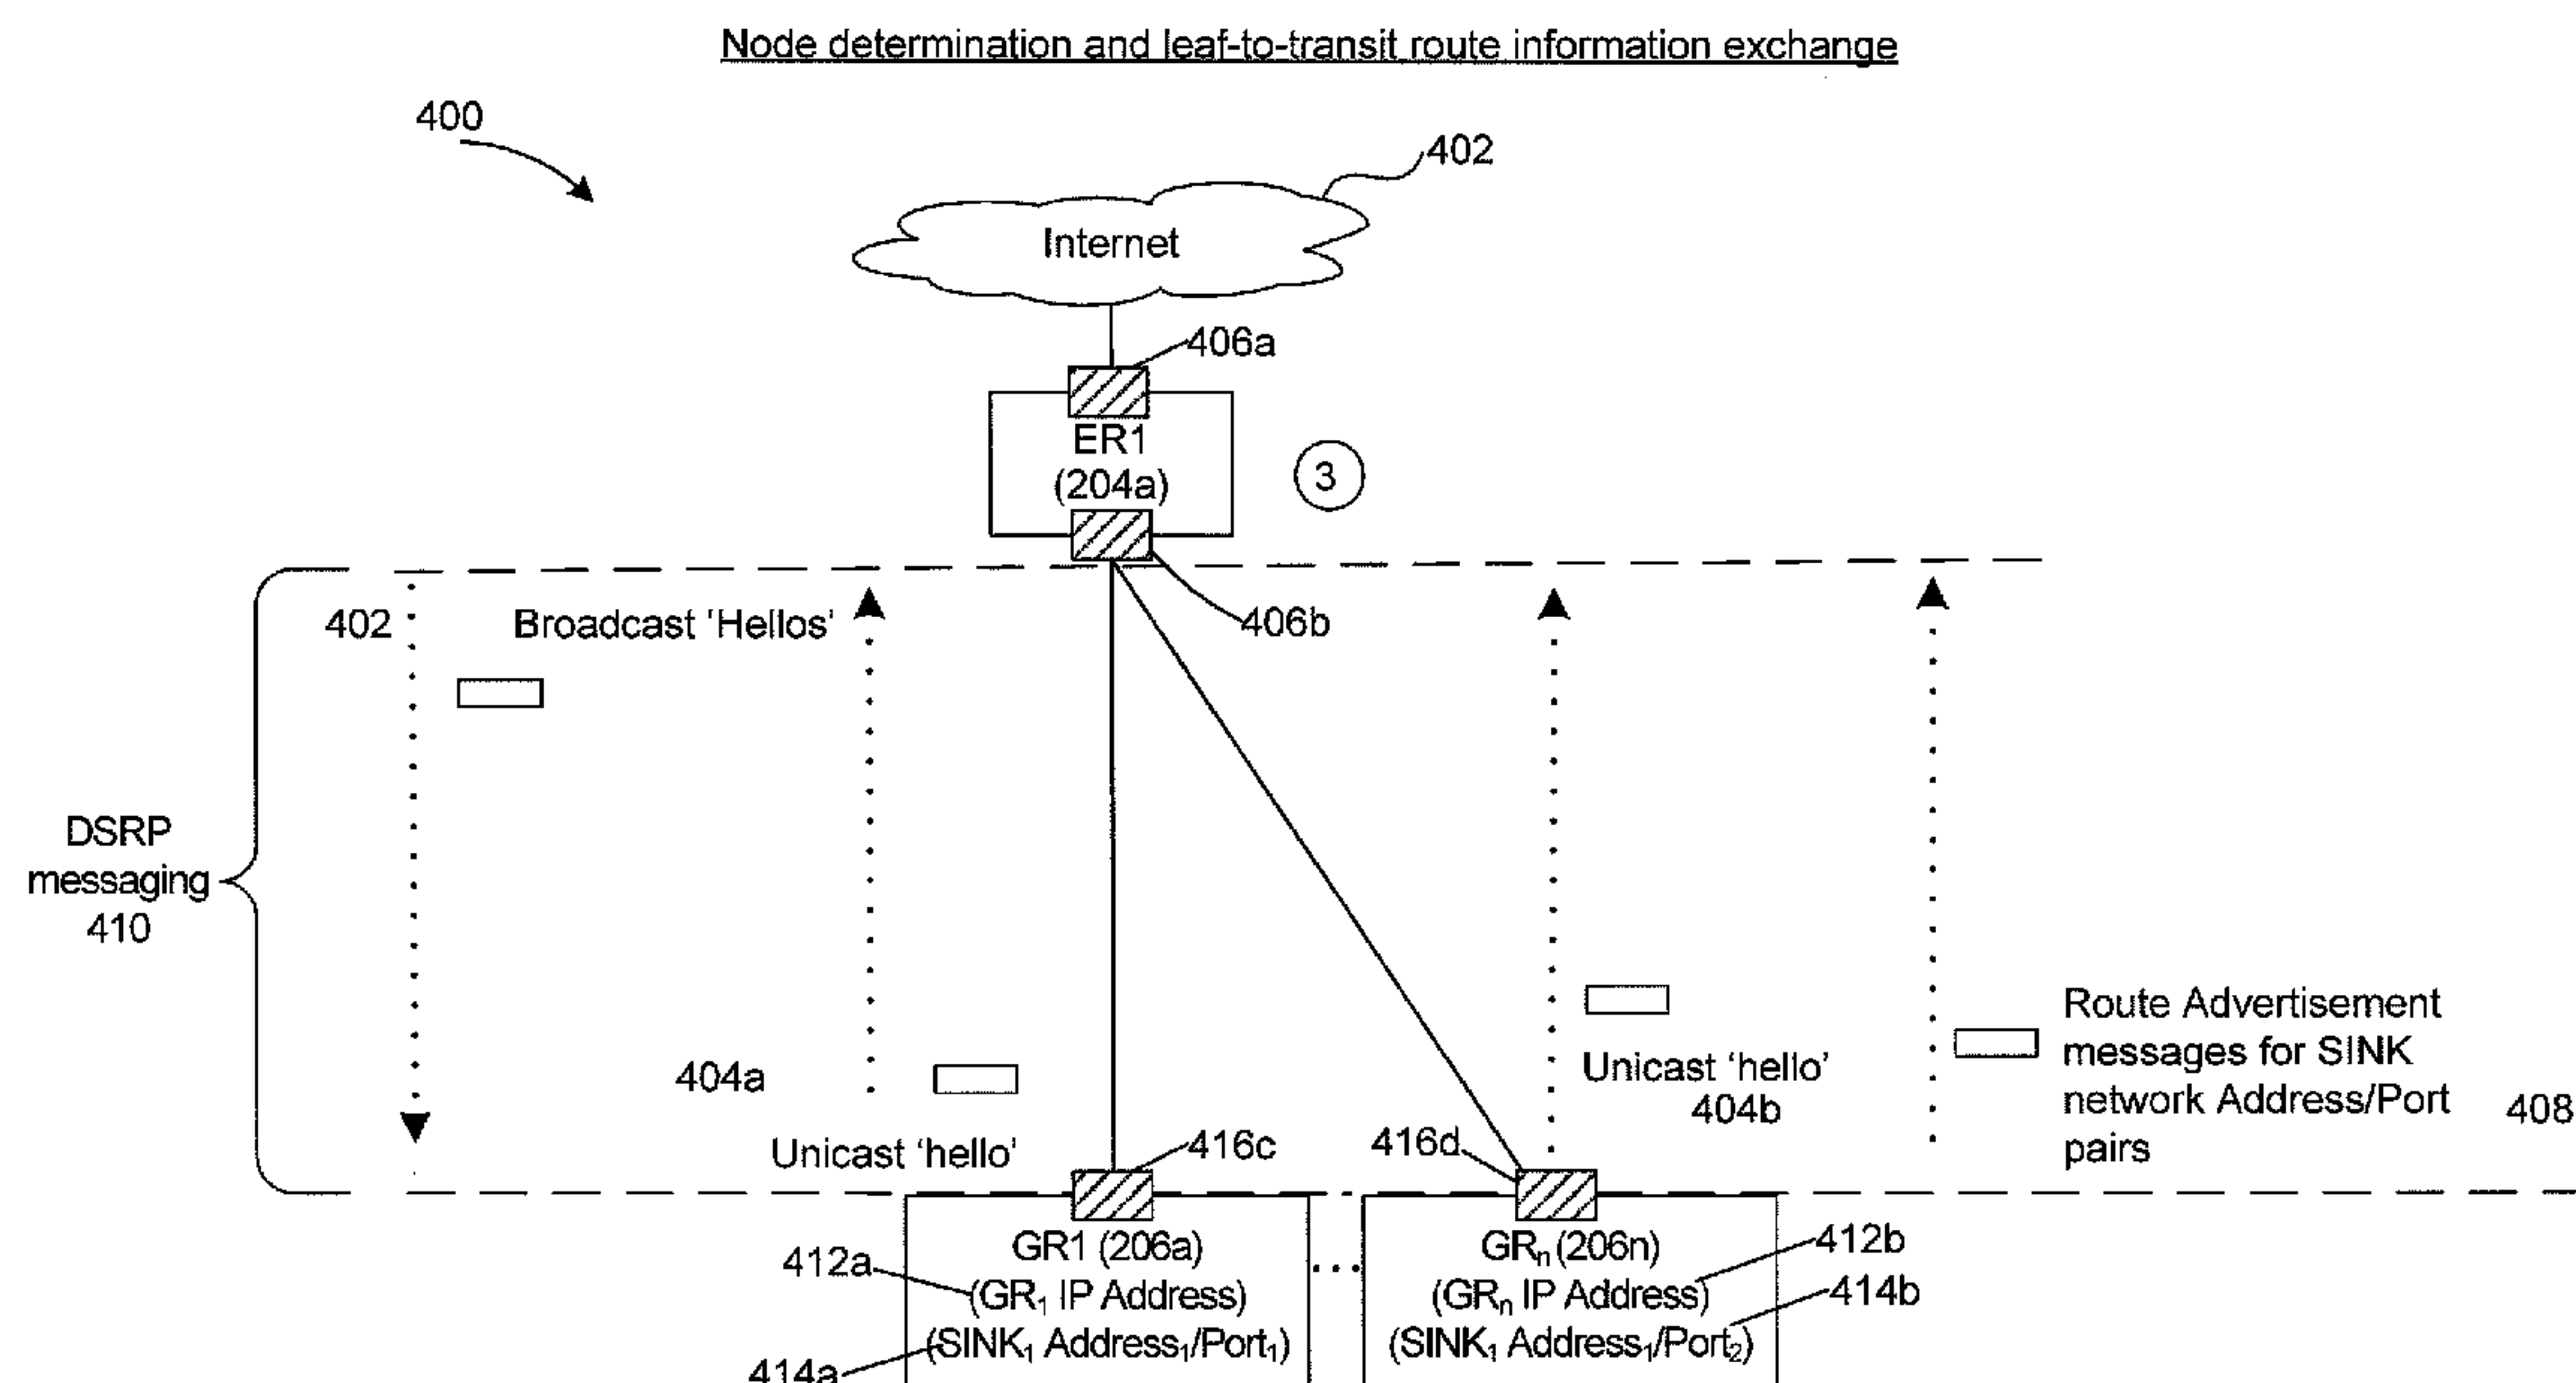 Node determination and leaf-to-transit route information exchange
400
402
Internet
406a
ER1
(204a)
3
402
Broadcast 'Hellos'
406b
DSRP
messaging
410
404a
Unicast 'hello'
416c
416d
Unicast 'hello'
404b
Route Advertisement
messages for SINK
network Address/Port
pairs
408
412a
GR1 (206a)
(GR₁ IP Address)
(SINK₁ Address₁/Port₁)
414a
...
GRₙ (206n)
(GRₙ IP Address)
(SINK₁ Address₁/Port₂)
412b
414b